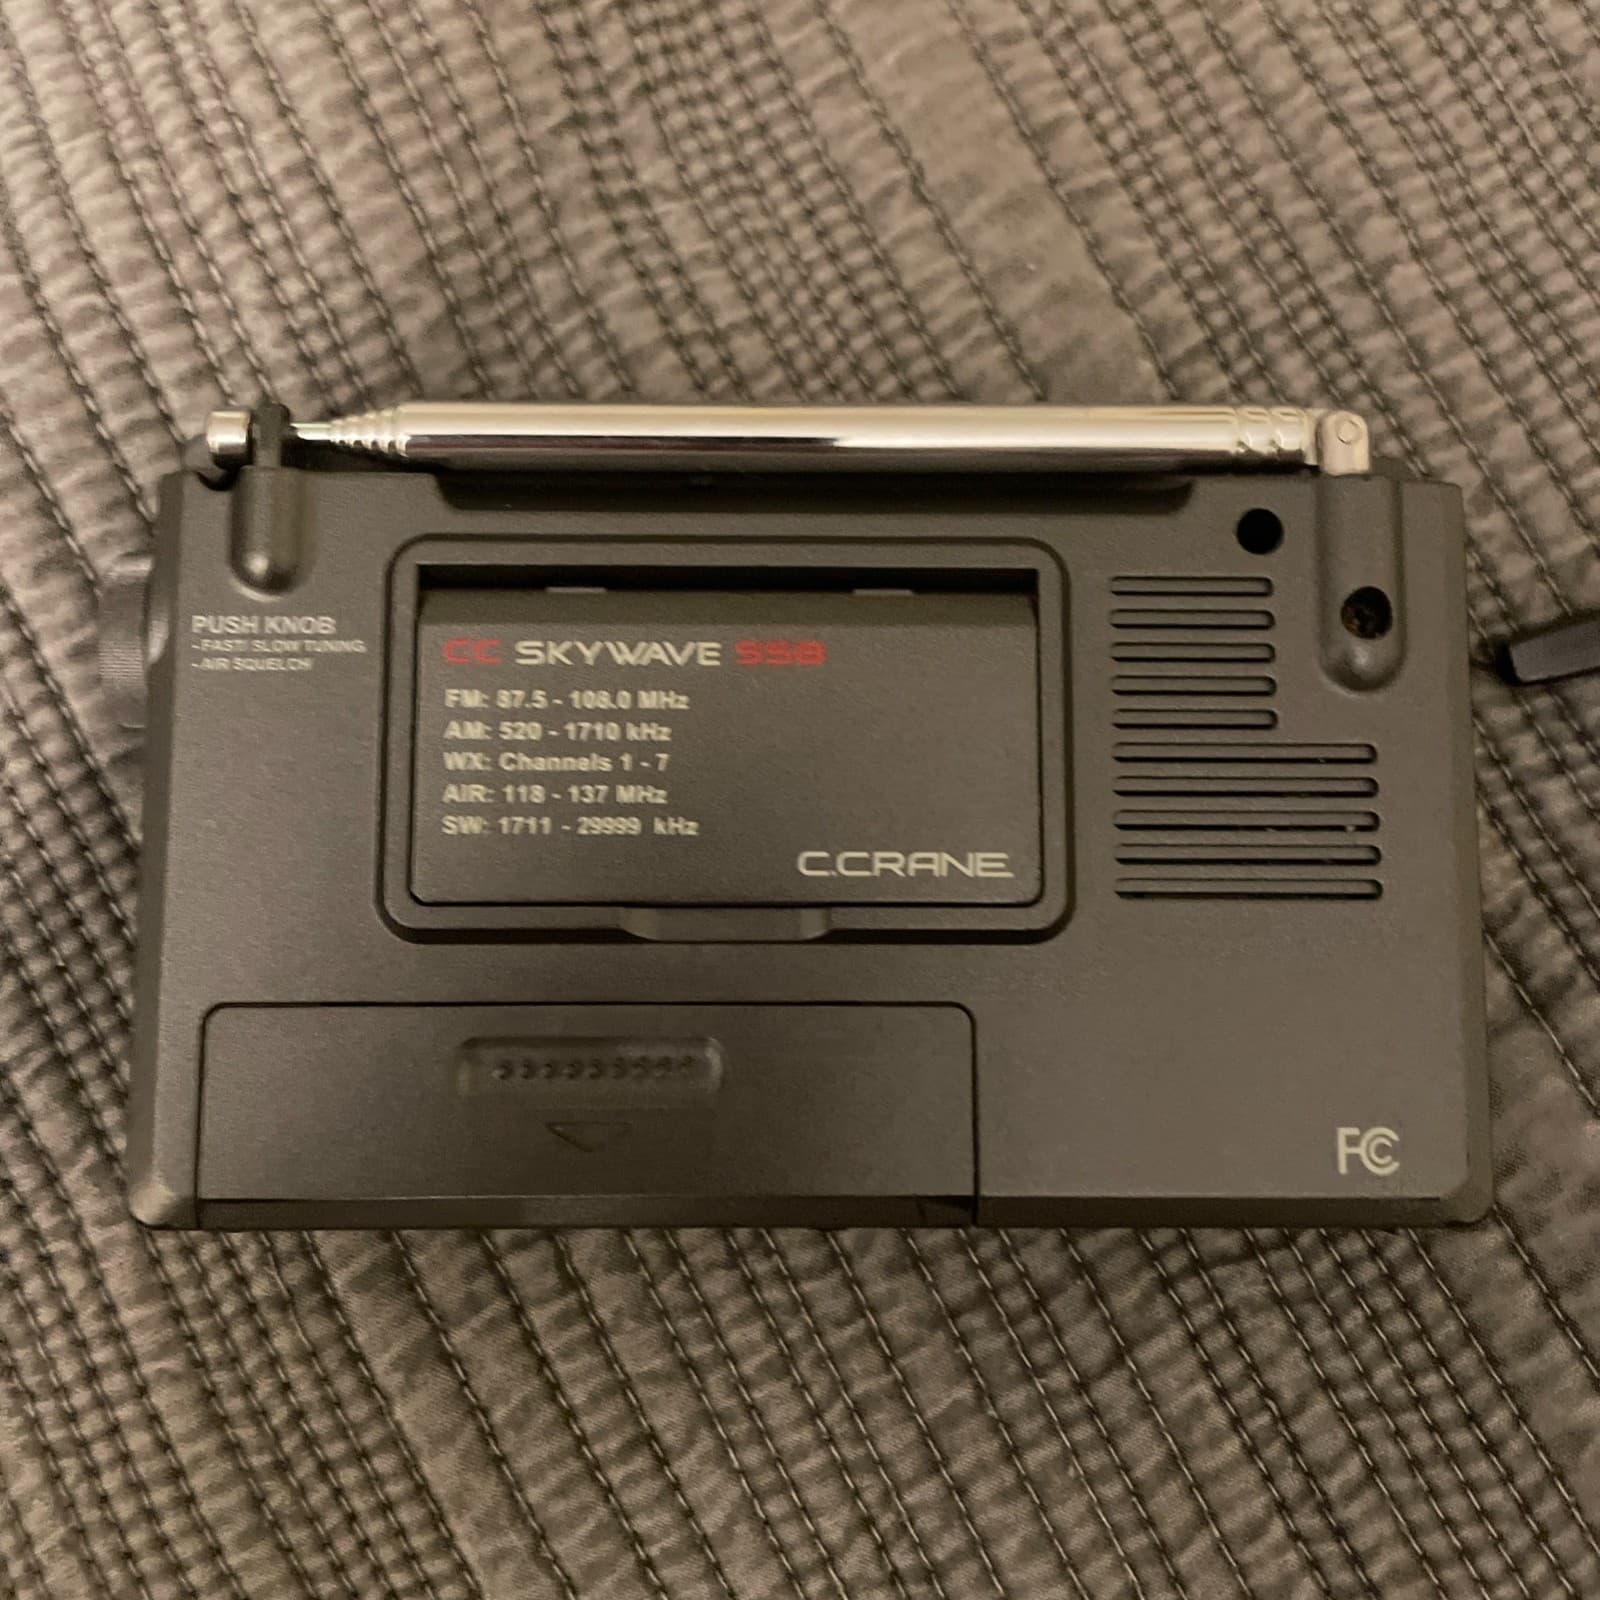 PUSH KNOB
-FAST/ SLOW TUNING
-AIR SQUELCH
CC SKYWAVE SSB
FM: 87.5 - 108.0 MHz
AM: 520 - 1710 kHz
WX: Channels 1 - 7
AIR: 118 - 137 MHz
SW: 1711 - 29999 kHz
C.CRANE
FCC